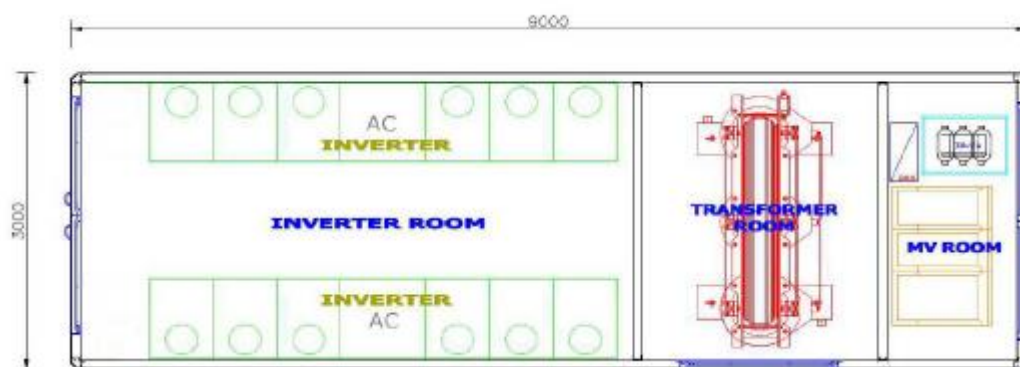 9000
3000
AC
INVERTER
INVERTER ROOM
TRANSFORMER
ROOM
MV ROOM
INVERTER
AC